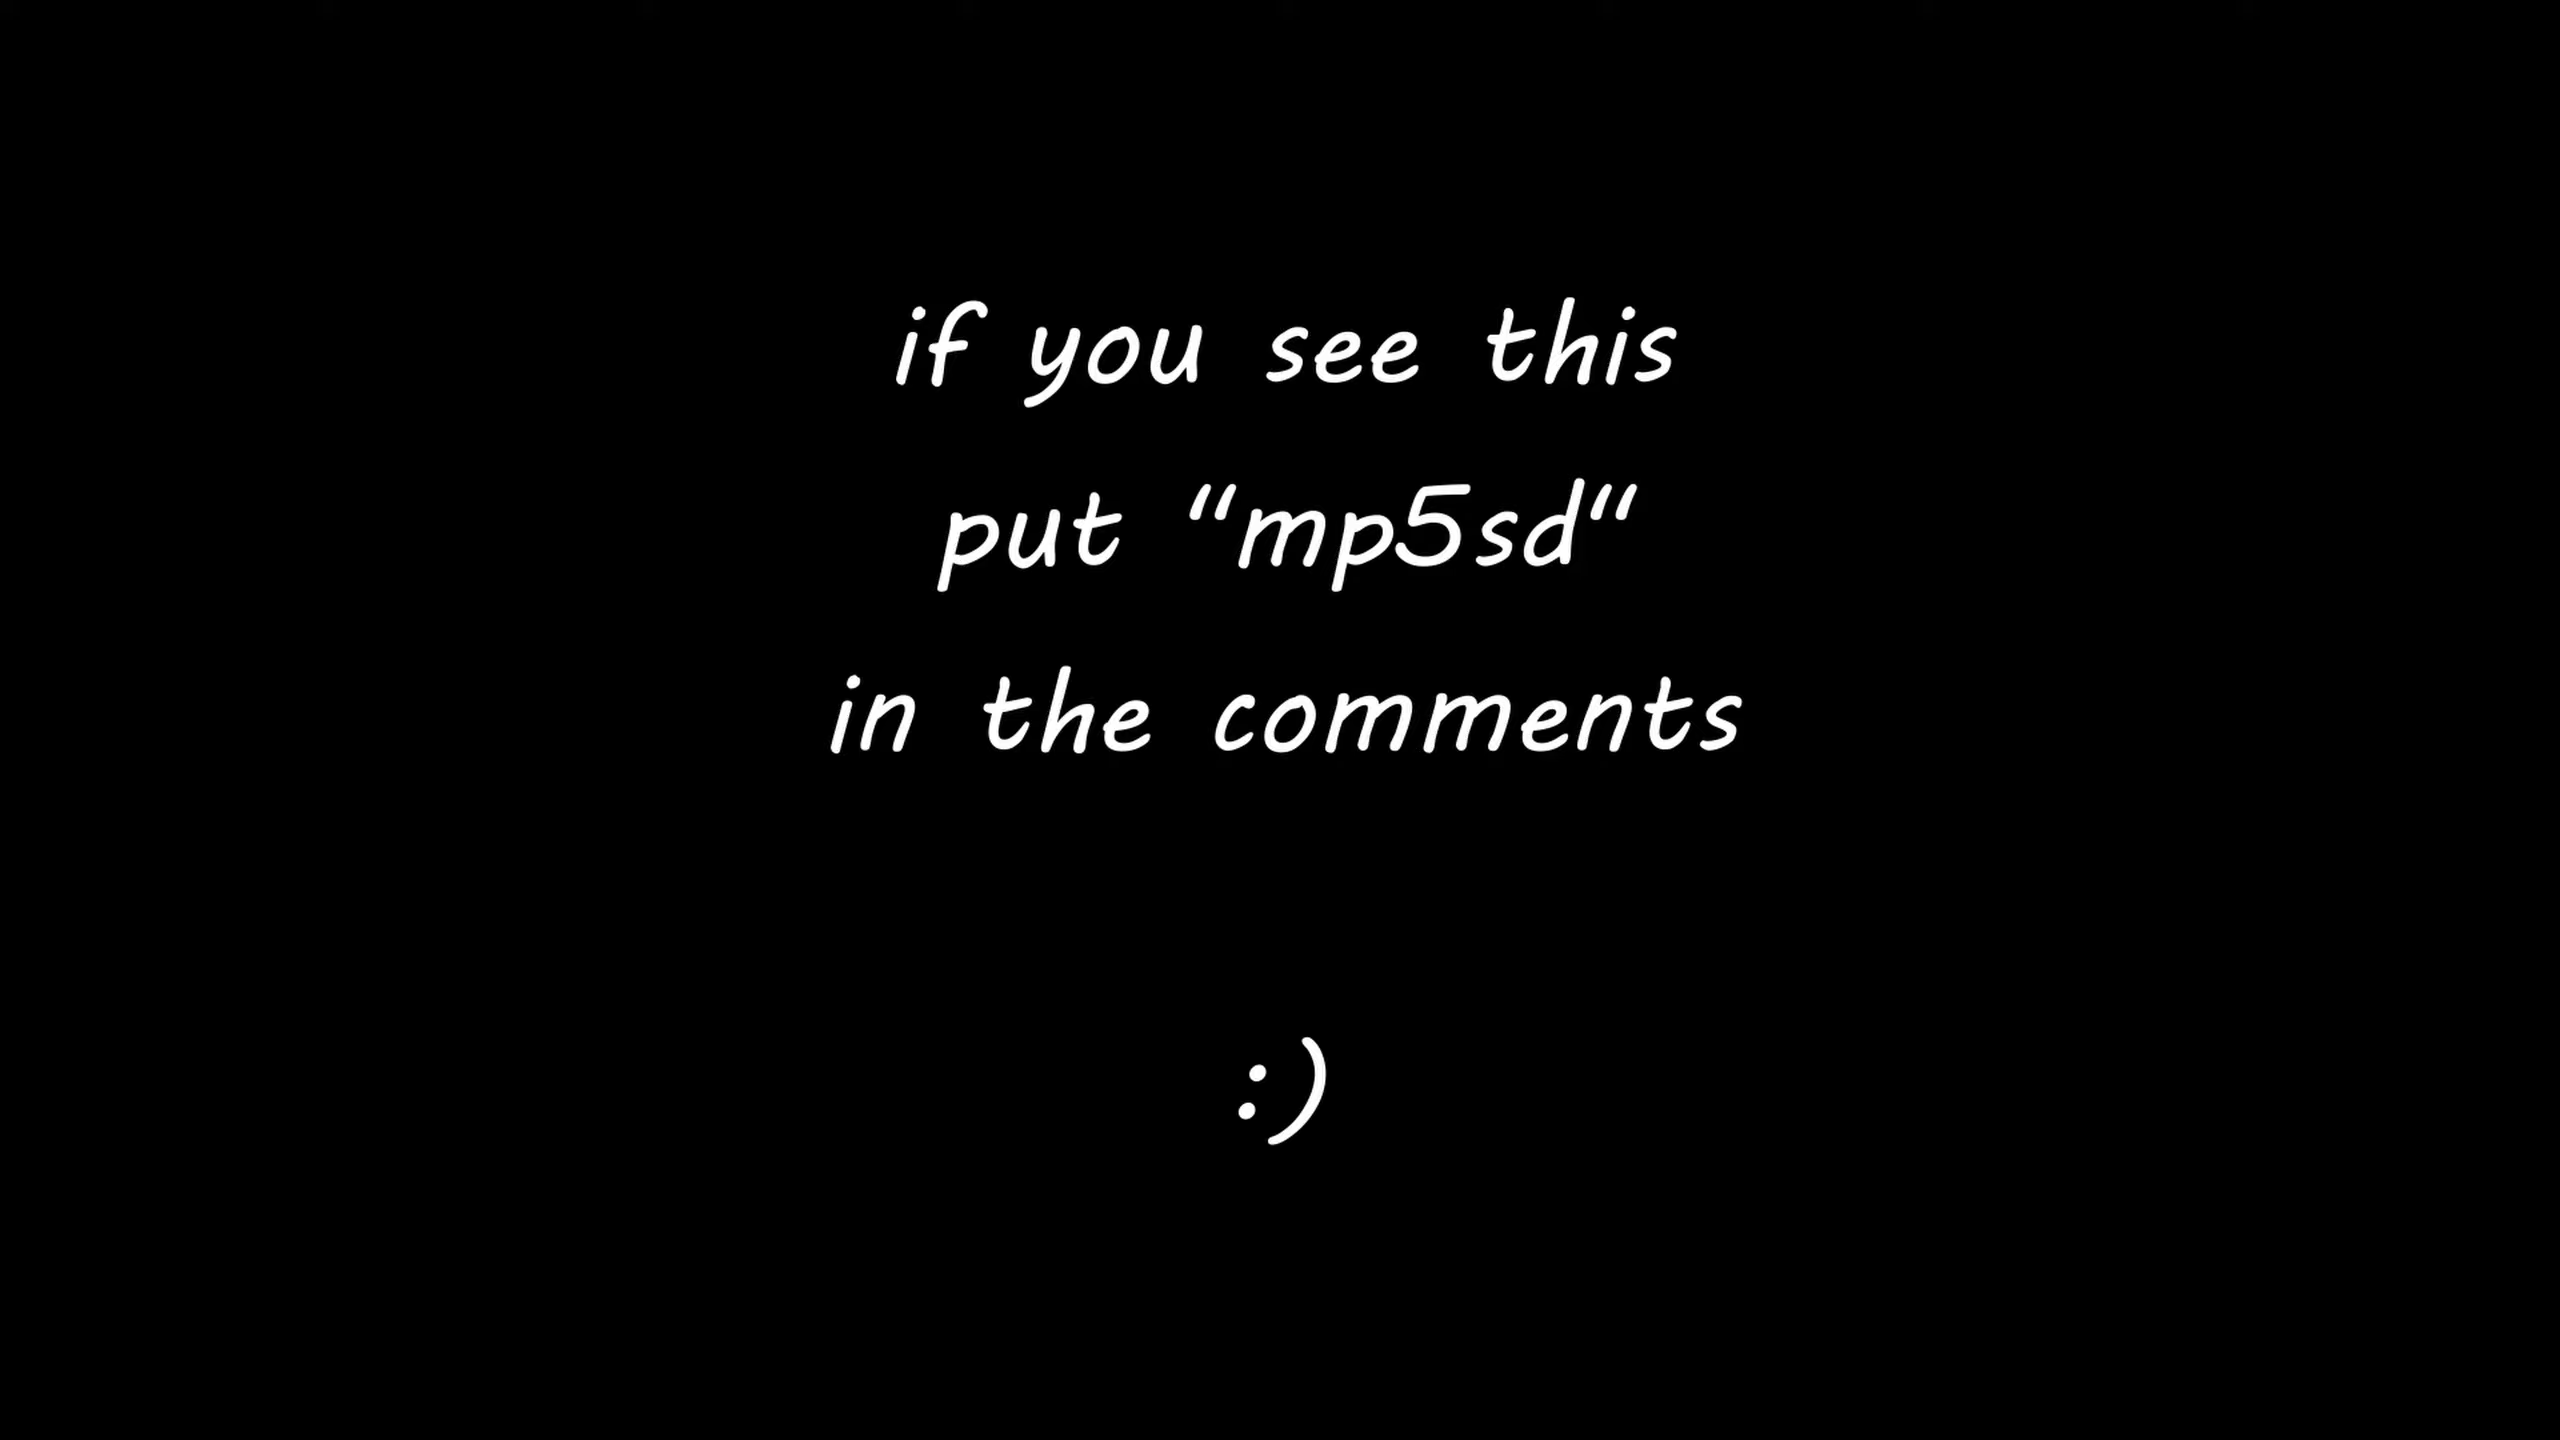 if you see this
put "mp5sd"
in the comments
:)